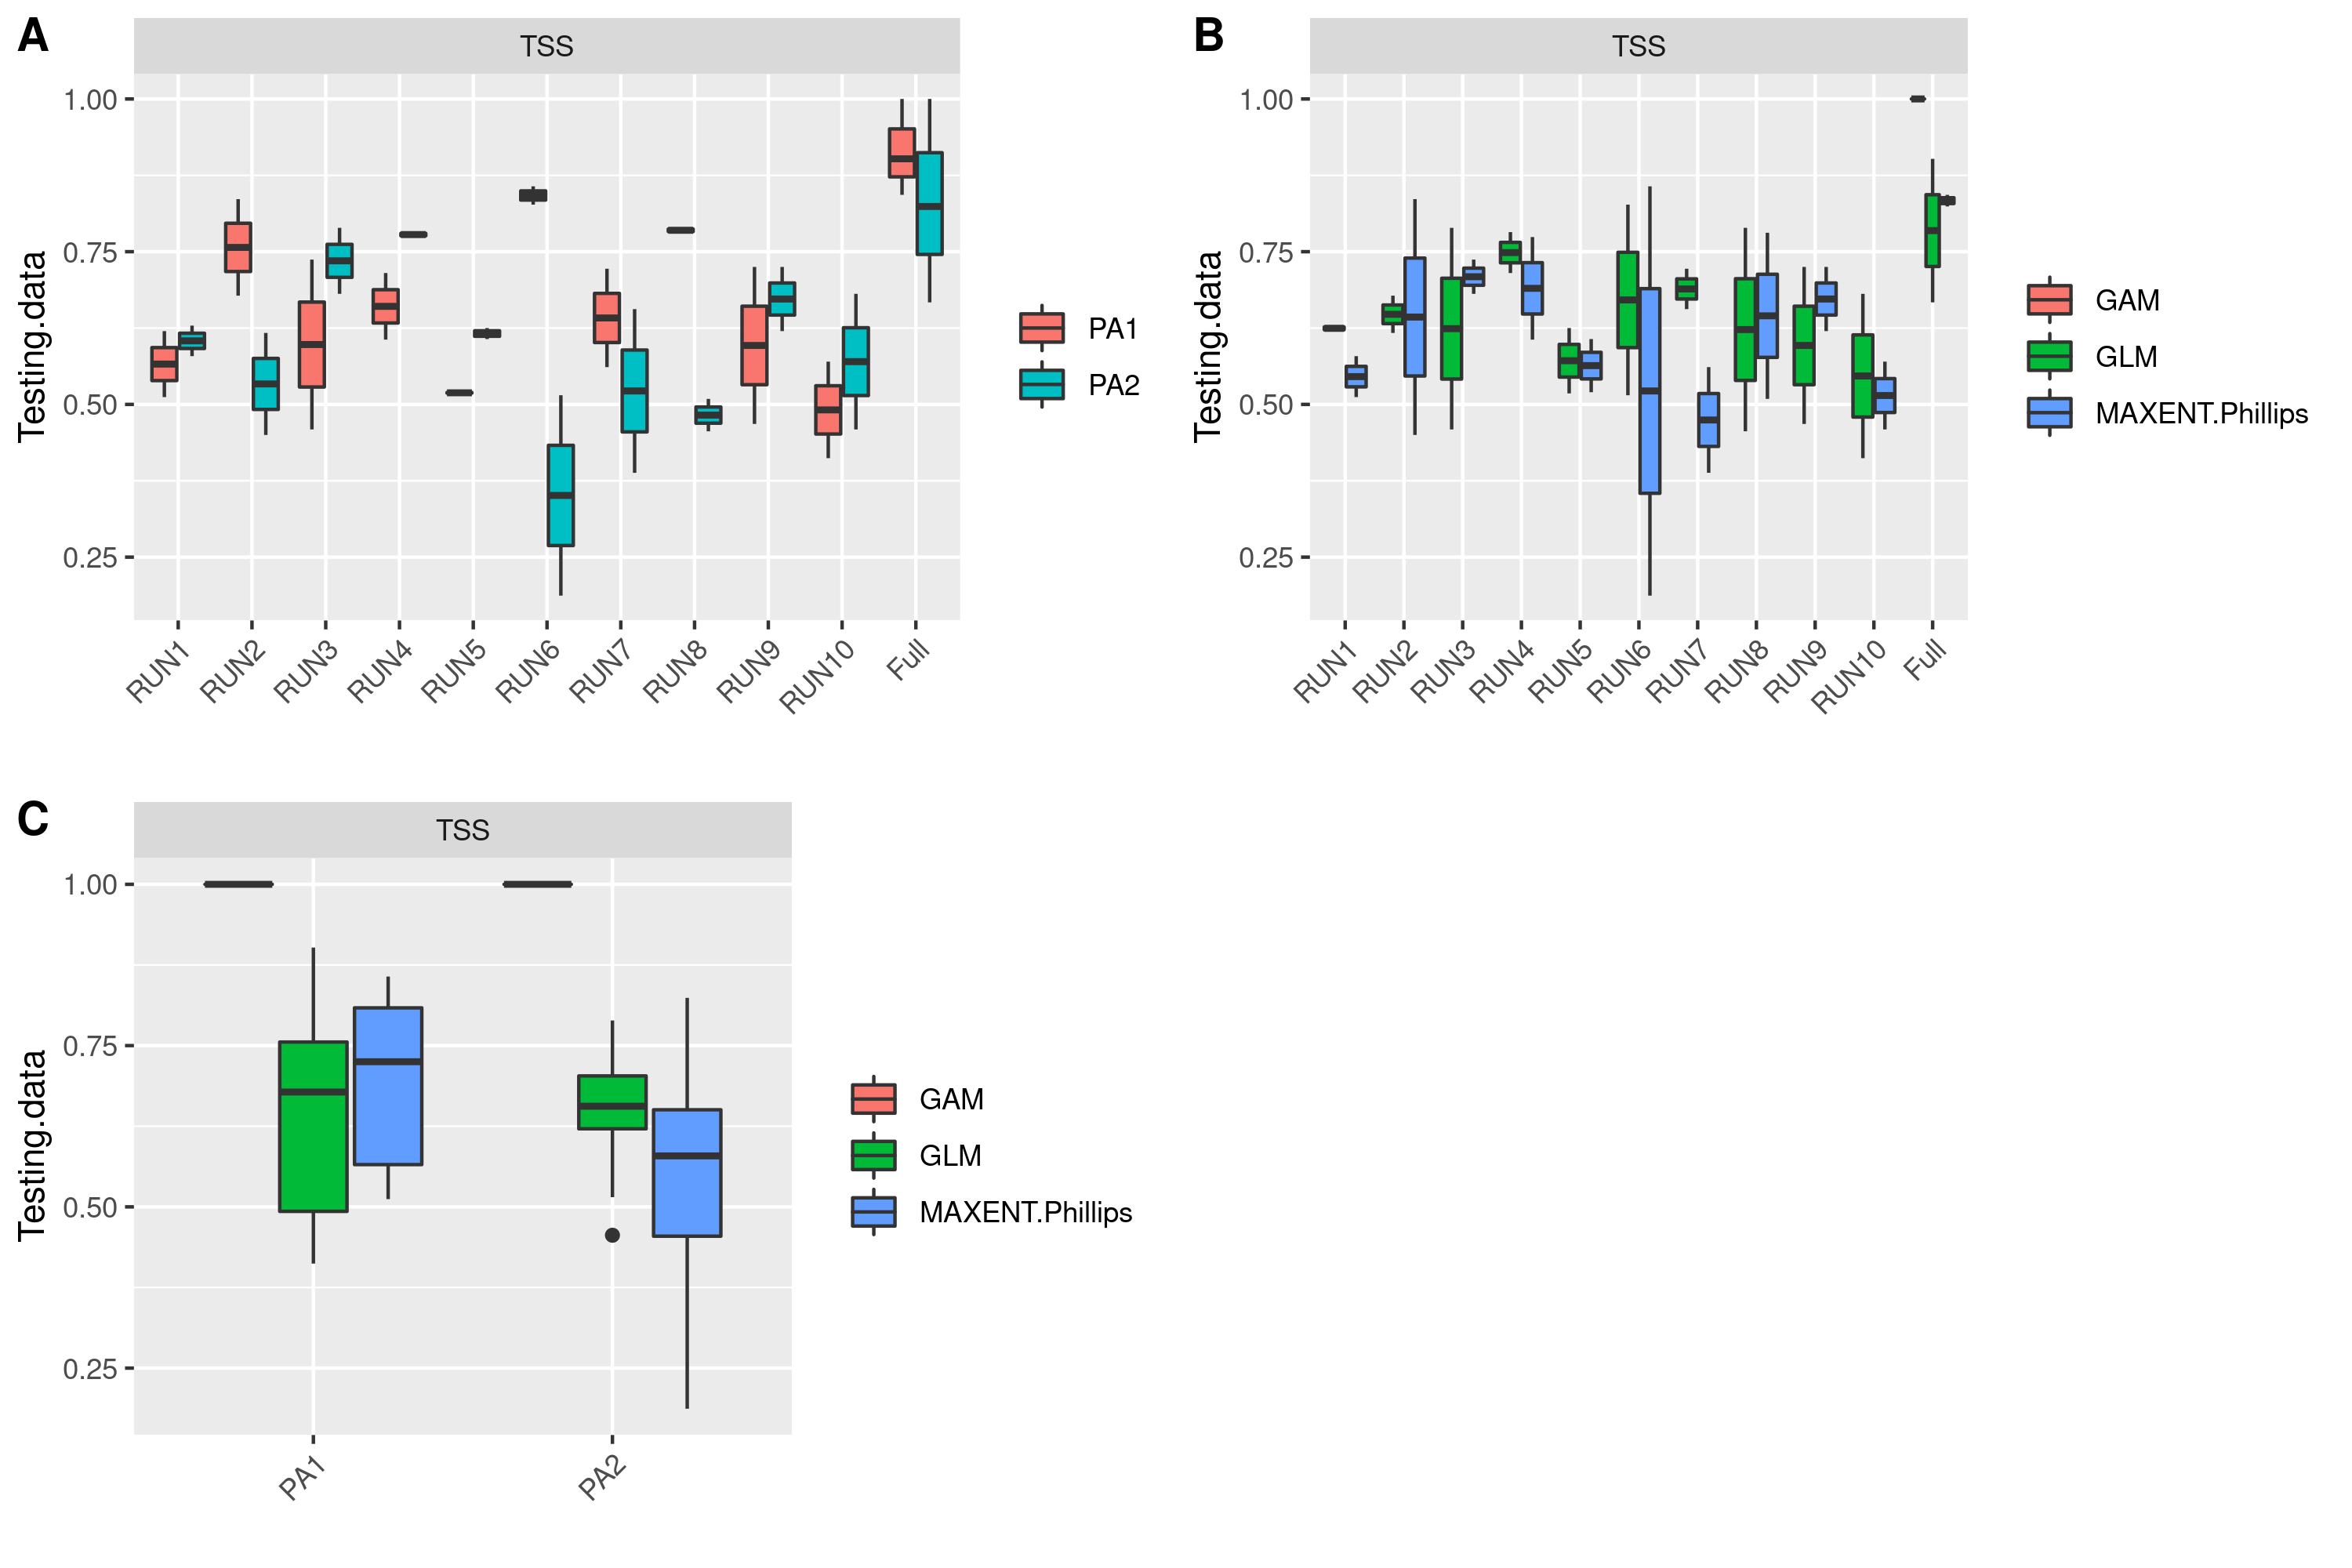 A
TSS
Testing.data
1.00
0.75
0.50
0.25
RUN1
RUN2
RUN3
RUN4
RUN5
RUN6
RUN7
RUN8
RUN9
RUN10
Full
PA1
PA2
B
TSS
Testing.data
1.00
0.75
0.50
0.25
RUN1
RUN2
RUN3
RUN4
RUN5
RUN6
RUN7
RUN8
RUN9
RUN10
Full
GAM
GLM
MAXENT.Phillips
C
TSS
Testing.data
1.00
0.75
0.50
0.25
PA1
PA2
GAM
GLM
MAXENT.Phillips